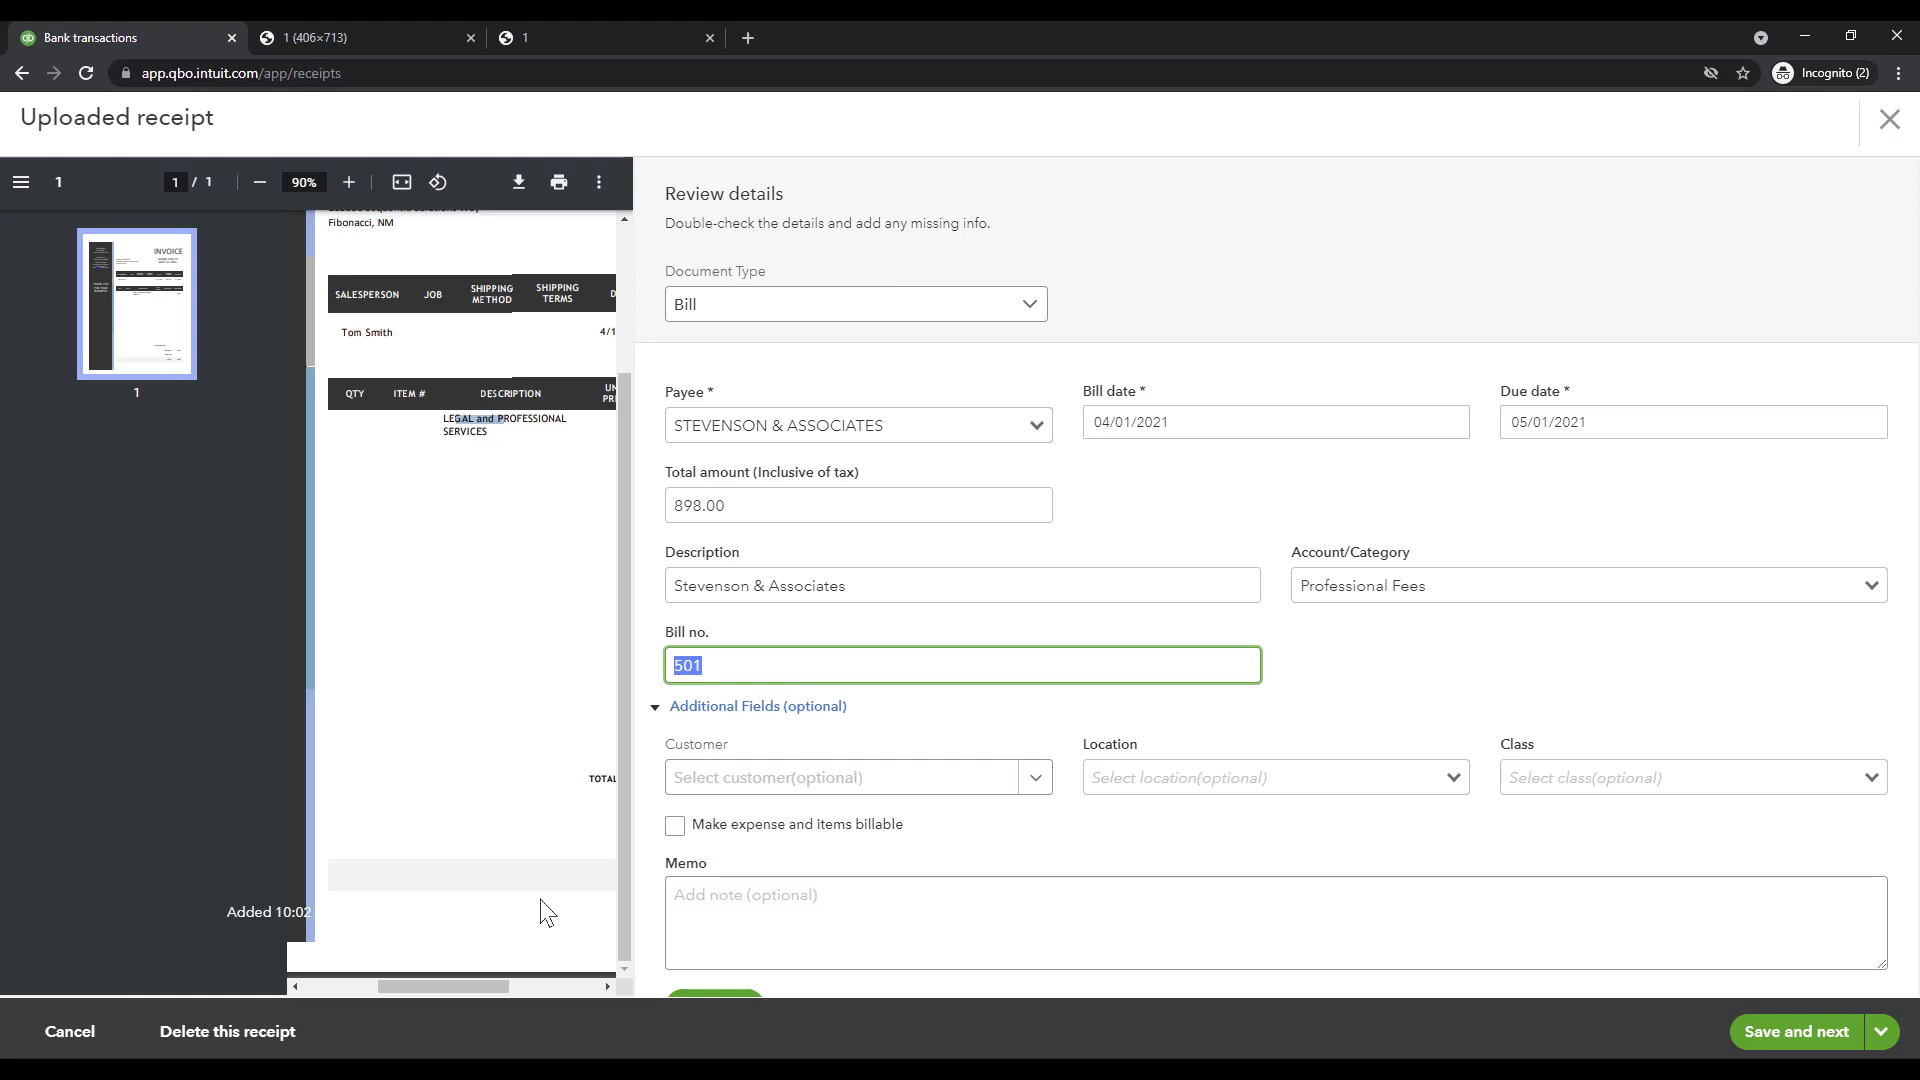 Bank transactions
1 (406×713)
1
app.qbo.intuit.com/app/receipts
Incognito (2)
Uploaded receipt
1
1 / 1
90%
Fibonacci, NM
INVOICE
1
SALESPERSON JOB SHIPPING METHOD SHIPPING TERMS D
Tom Smith 4/1
QTY ITEM # DESCRIPTION UN PRI
LEGAL and PROFESSIONAL
SERVICES
TOTAL
Added 10:02
Review details
Double-check the details and add any missing info.
Document Type
Bill
Payee * Bill date * Due date *
STEVENSON & ASSOCIATES 04/01/2021 05/01/2021
Total amount (Inclusive of tax)
898.00
Description Account/Category
Stevenson & Associates Professional Fees
Bill no.
501
Additional Fields (optional)
Customer Location Class
Select customer(optional) Select location(optional) Select class(optional)
Make expense and items billable
Memo
Add note (optional)
Cancel Delete this receipt Save and next